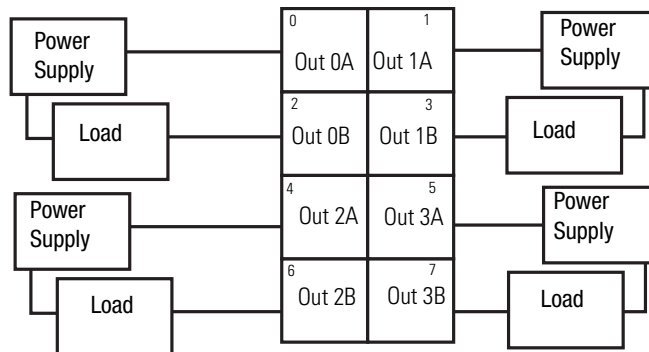 0 1
Power Supply Out 0A Out 1A Power Supply
2 3
Load Out 0B Out 1B Load
4 5
Power Supply Out 2A Out 3A Power Supply
6 7
Load Out 2B Out 3B Load